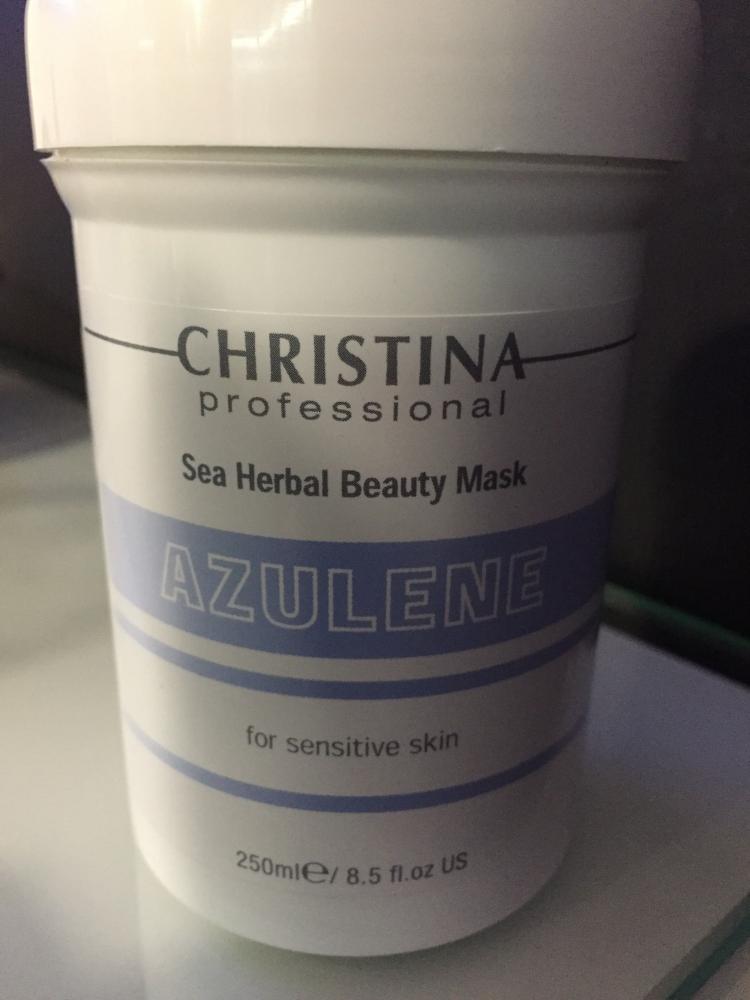 CHRISTINA
professional
Sea Herbal Beauty Mask
AZULENE
for sensitive skin
250ml℮/ 8.5 fl.oz US